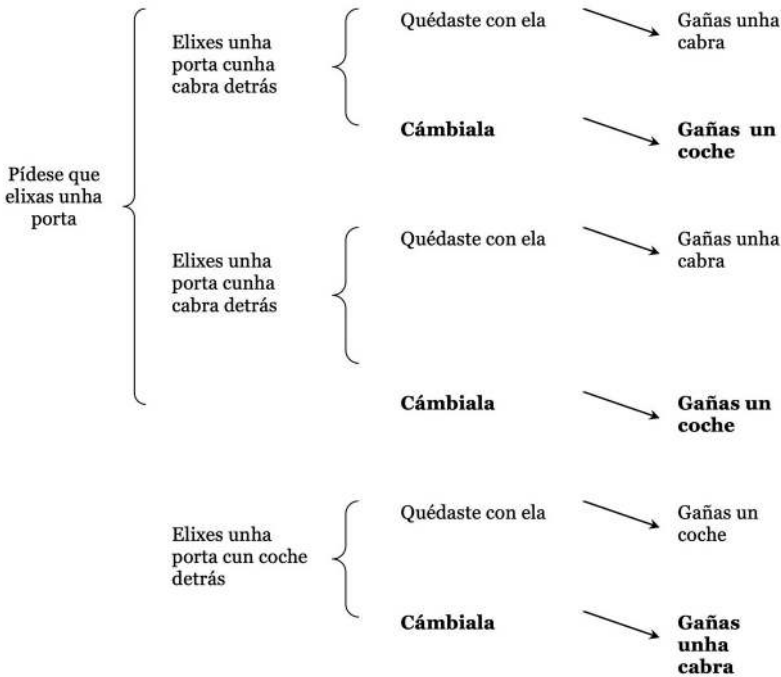 Pídese que
elixas unha
porta
Elixes unha
porta cunha
cabra detrás
Quédaste con ela
Gañas unha
cabra
Cámbiala
Gañas un
coche
Elixes unha
porta cunha
cabra detrás
Quédaste con ela
Gañas unha
cabra
Cámbiala
Gañas un
coche
Elixes unha
porta cun coche
detrás
Quédaste con ela
Gañas un
coche
Cámbiala
Gañas
unha
cabra